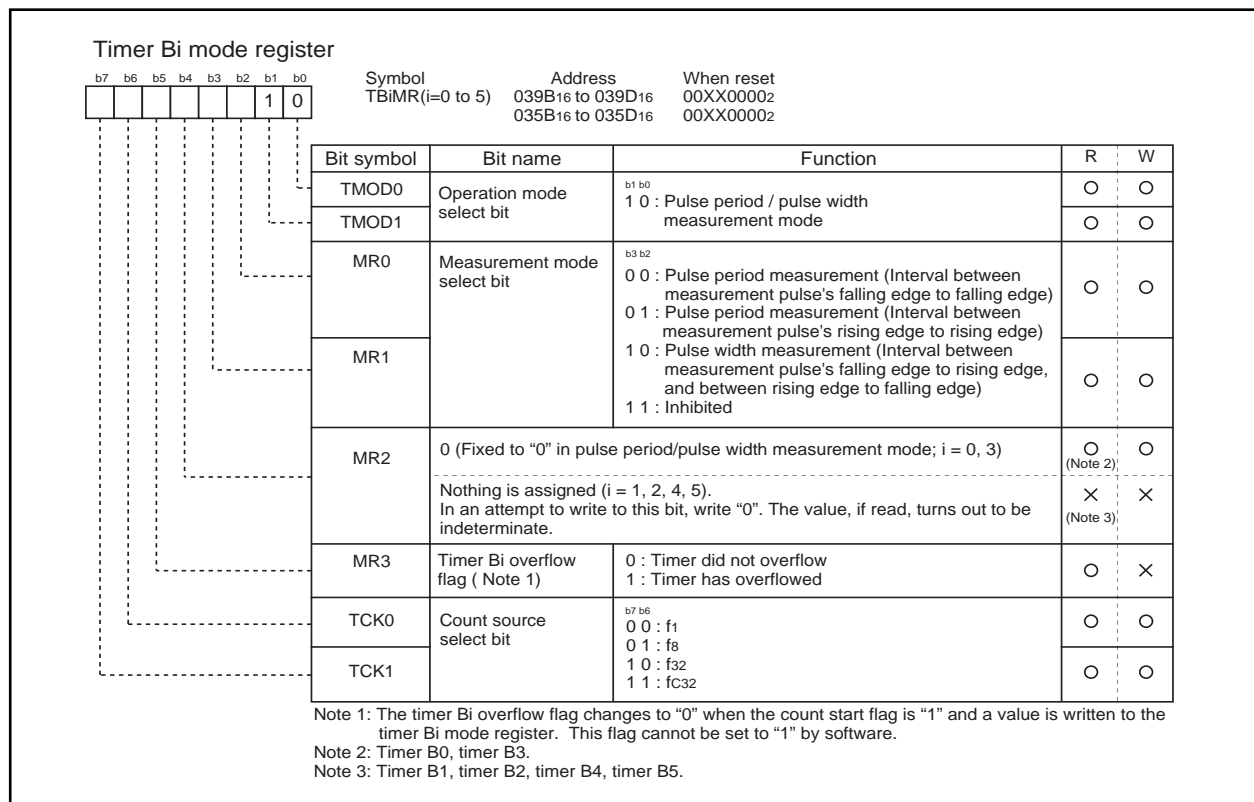 Timer Bi mode register
b7 b6 b5 b4 b3 b2 b1 b0
1 0
Symbol Address When reset
TBiMR(i=0 to 5) 039B16 to 039D16 00XX00002
035B16 to 035D16 00XX00002
Bit symbol Bit name Function R W
TMOD0
TMOD1
Operation mode
select bit
b1 b0
1 0 : Pulse period / pulse width
measurement mode
MR0
MR1
Measurement mode
select bit
b3 b2
0 0 : Pulse period measurement (Interval between
measurement pulse's falling edge to falling edge)
0 1 : Pulse period measurement (Interval between
measurement pulse's rising edge to rising edge)
1 0 : Pulse width measurement (Interval between
measurement pulse's falling edge to rising edge,
and between rising edge to falling edge)
1 1 : Inhibited
MR2
0 (Fixed to “0” in pulse period/pulse width measurement mode; i = 0, 3)
(Note 2)
Nothing is assigned (i = 1, 2, 4, 5).
In an attempt to write to this bit, write “0”. The value, if read, turns out to be
indeterminate.
(Note 3)
MR3
Timer Bi overflow
flag ( Note 1)
0 : Timer did not overflow
1 : Timer has overflowed
TCK0
TCK1
Count source
select bit
b7 b6
0 0 : f1
0 1 : f8
1 0 : f32
1 1 : fC32
Note 1: The timer Bi overflow flag changes to “0” when the count start flag is “1” and a value is written to the
timer Bi mode register. This flag cannot be set to “1” by software.
Note 2: Timer B0, timer B3.
Note 3: Timer B1, timer B2, timer B4, timer B5.